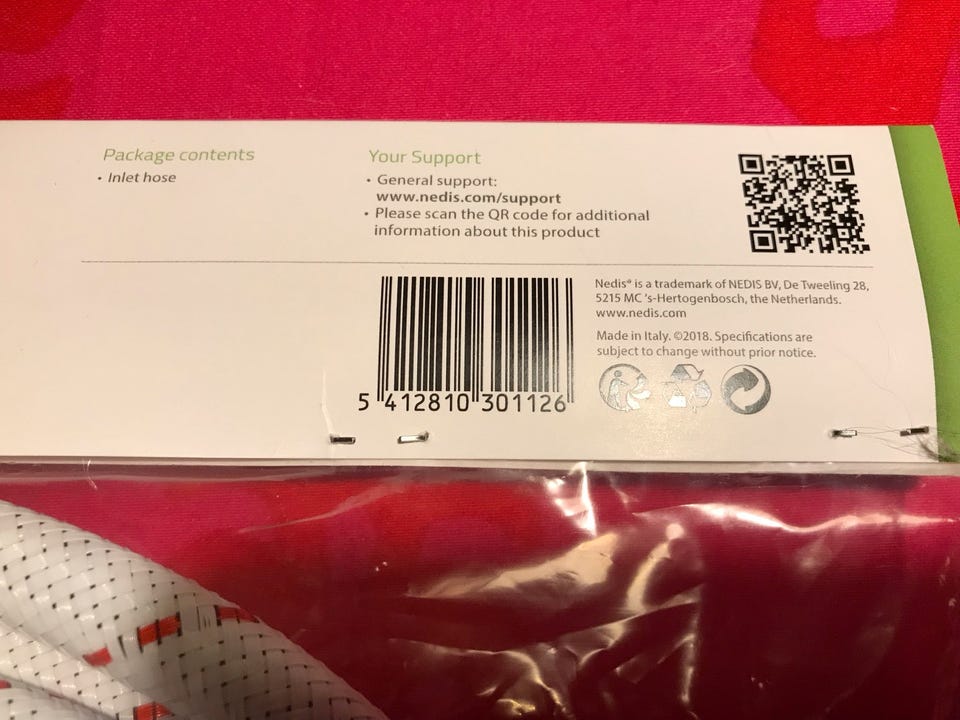 Package contents
• Inlet hose
Your Support
• General support:
www.nedis.com/support
• Please scan the QR code for additional
information about this product
Nedis® is a trademark of NEDIS BV, De Tweeling 28,
5215 MC 's-Hertogenbosch, the Netherlands.
www.nedis.com
Made in Italy. ©2018. Specifications are
subject to change without prior notice.
5 412810 301126